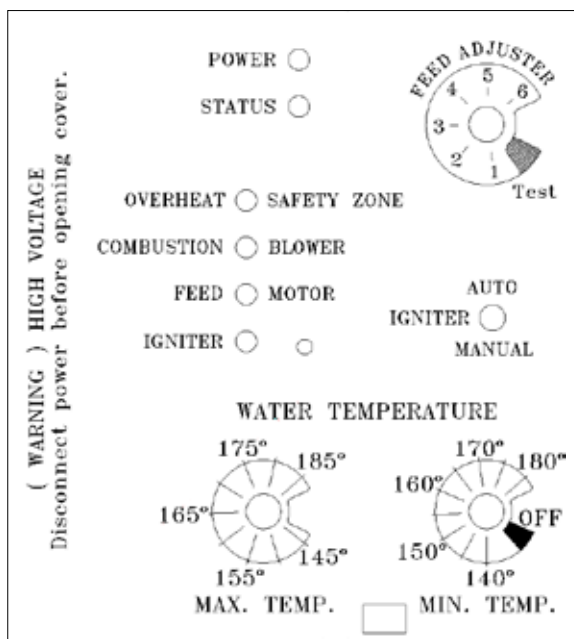 ( WARNING ) HIGH VOLTAGE
Disconnect power before opening cover.
POWER
STATUS
FEED ADJUSTER
1 2 3 4 5 6
Test
OVERHEAT SAFETY ZONE
COMBUSTION BLOWER
FEED MOTOR
IGNITER
AUTO
IGNITER
MANUAL
WATER TEMPERATURE
175° 185°
165°
155° 145°
MAX. TEMP.
170° 180°
160°
OFF
150°
140°
MIN. TEMP.